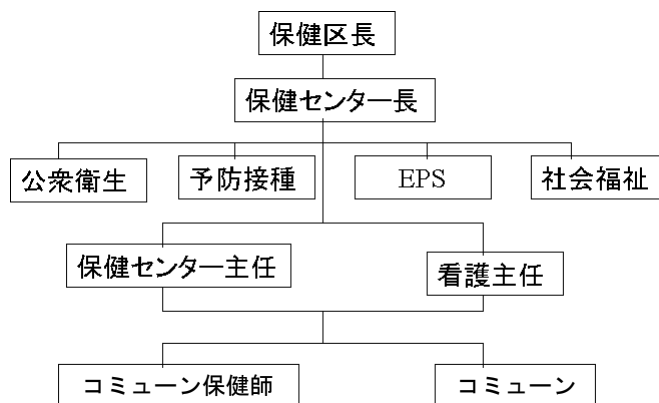 保健区長
保健センター長
公衆衛生
予防接種
EPS
社会福祉
保健センター主任
看護主任
コミューン保健師
コミューン